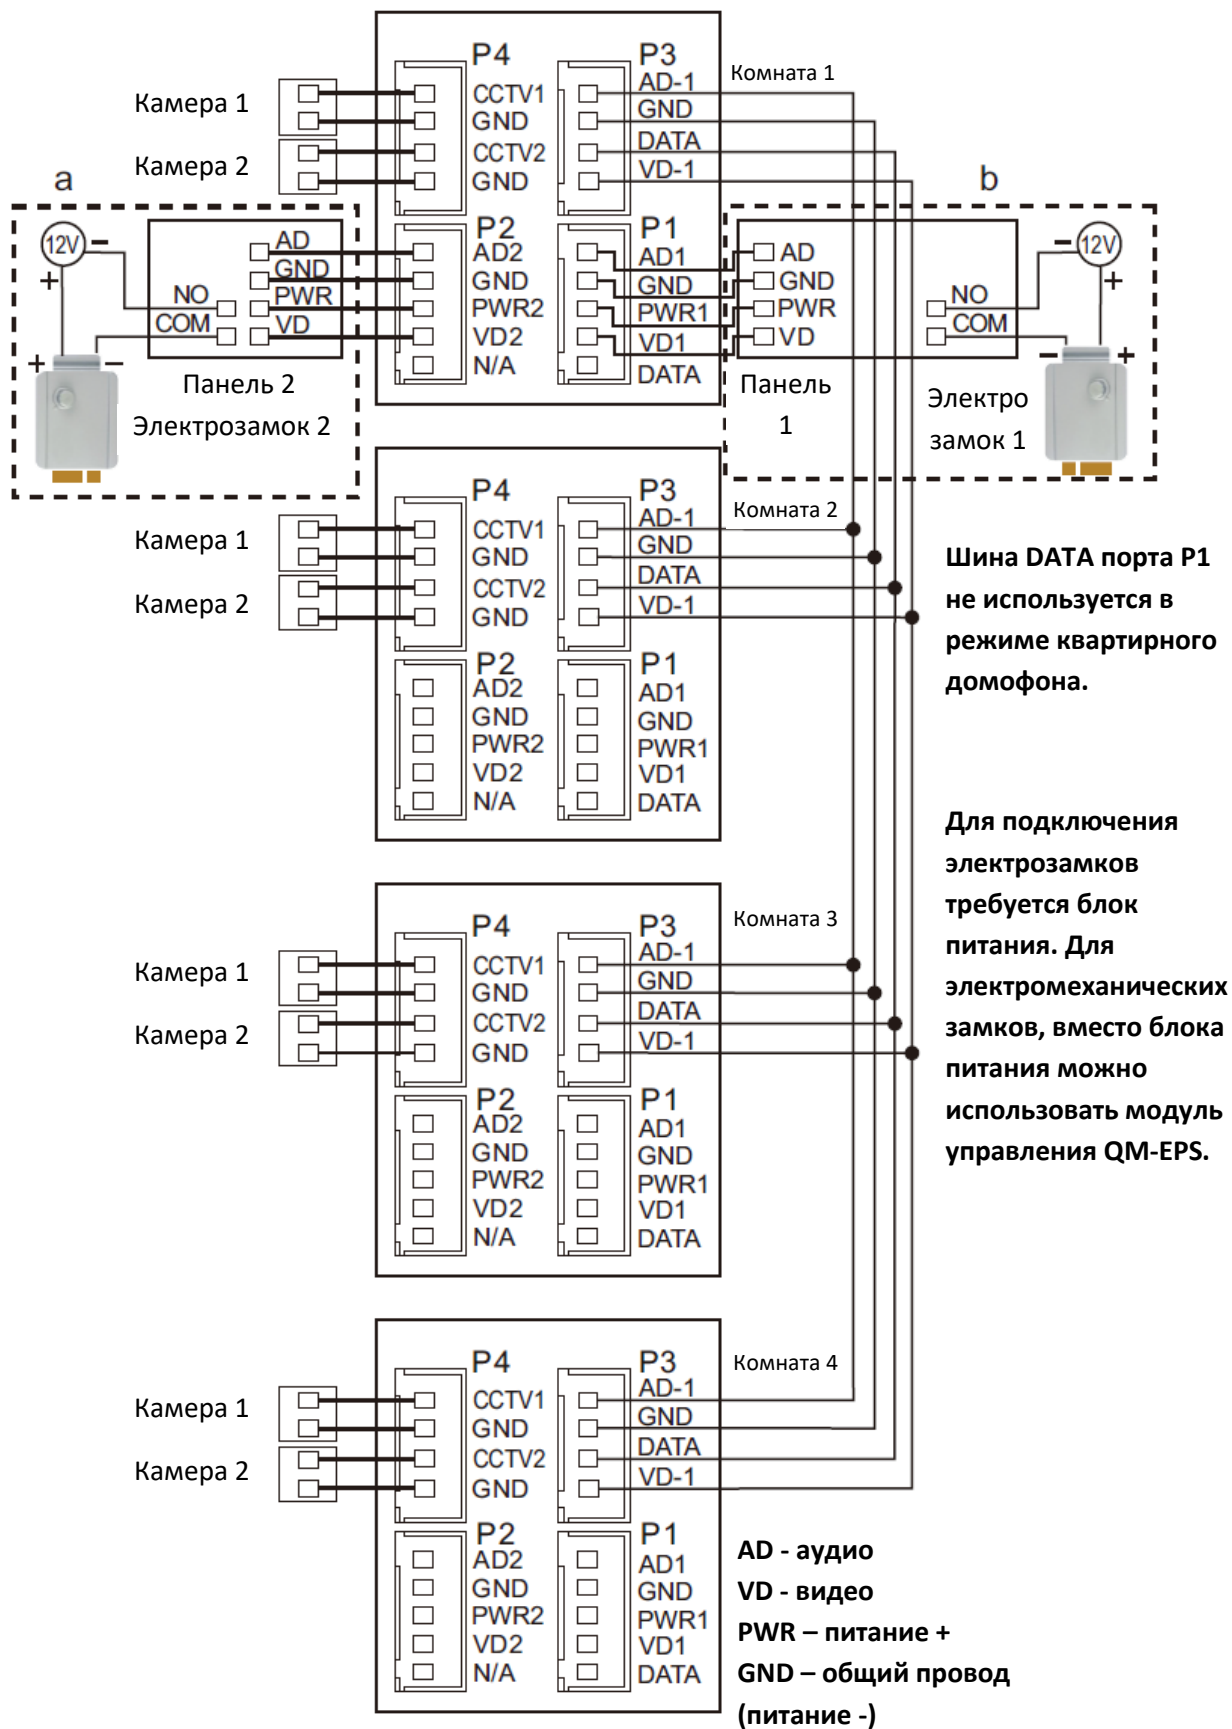 P4
P3
Комната 1
Камера 1
CCTV1
GND
AD-1
GND
Камера 2
CCTV2
GND
DATA
VD-1
a
b
P2
P1
12V
-
+
AD
GND
NO
PWR
COM
VD
+
-
Панель 2
Электрозамок 2
AD2
GND
PWR2
VD2
N/A
AD1
GND
PWR1
VD1
DATA
AD
GND
PWR
VD
Панель
1
NO
COM
-
12V
+
-
+
Электро
замок 1
P4
P3
Комната 2
Камера 1
CCTV1
GND
AD-1
GND
Камера 2
CCTV2
GND
DATA
VD-1
P2
AD2
GND
PWR2
VD2
N/A
P1
AD1
GND
PWR1
VD1
DATA
Шина DATA порта P1
не используется в
режиме квартирного
домофона.
Для подключения
электрозамков
требуется блок
питания. Для
электромеханических
замков, вместо блока
питания можно
использовать модуль
управления QM-EPS.
P4
P3
Комната 3
Камера 1
CCTV1
GND
AD-1
GND
Камера 2
CCTV2
GND
DATA
VD-1
P2
AD2
GND
PWR2
VD2
N/A
P1
AD1
GND
PWR1
VD1
DATA
P4
P3
Комната 4
Камера 1
CCTV1
GND
AD-1
GND
Камера 2
CCTV2
GND
DATA
VD-1
P2
AD2
GND
PWR2
VD2
N/A
P1
AD1
GND
PWR1
VD1
DATA
AD - аудио
VD - видео
PWR – питание +
GND – общий провод
(питание -)